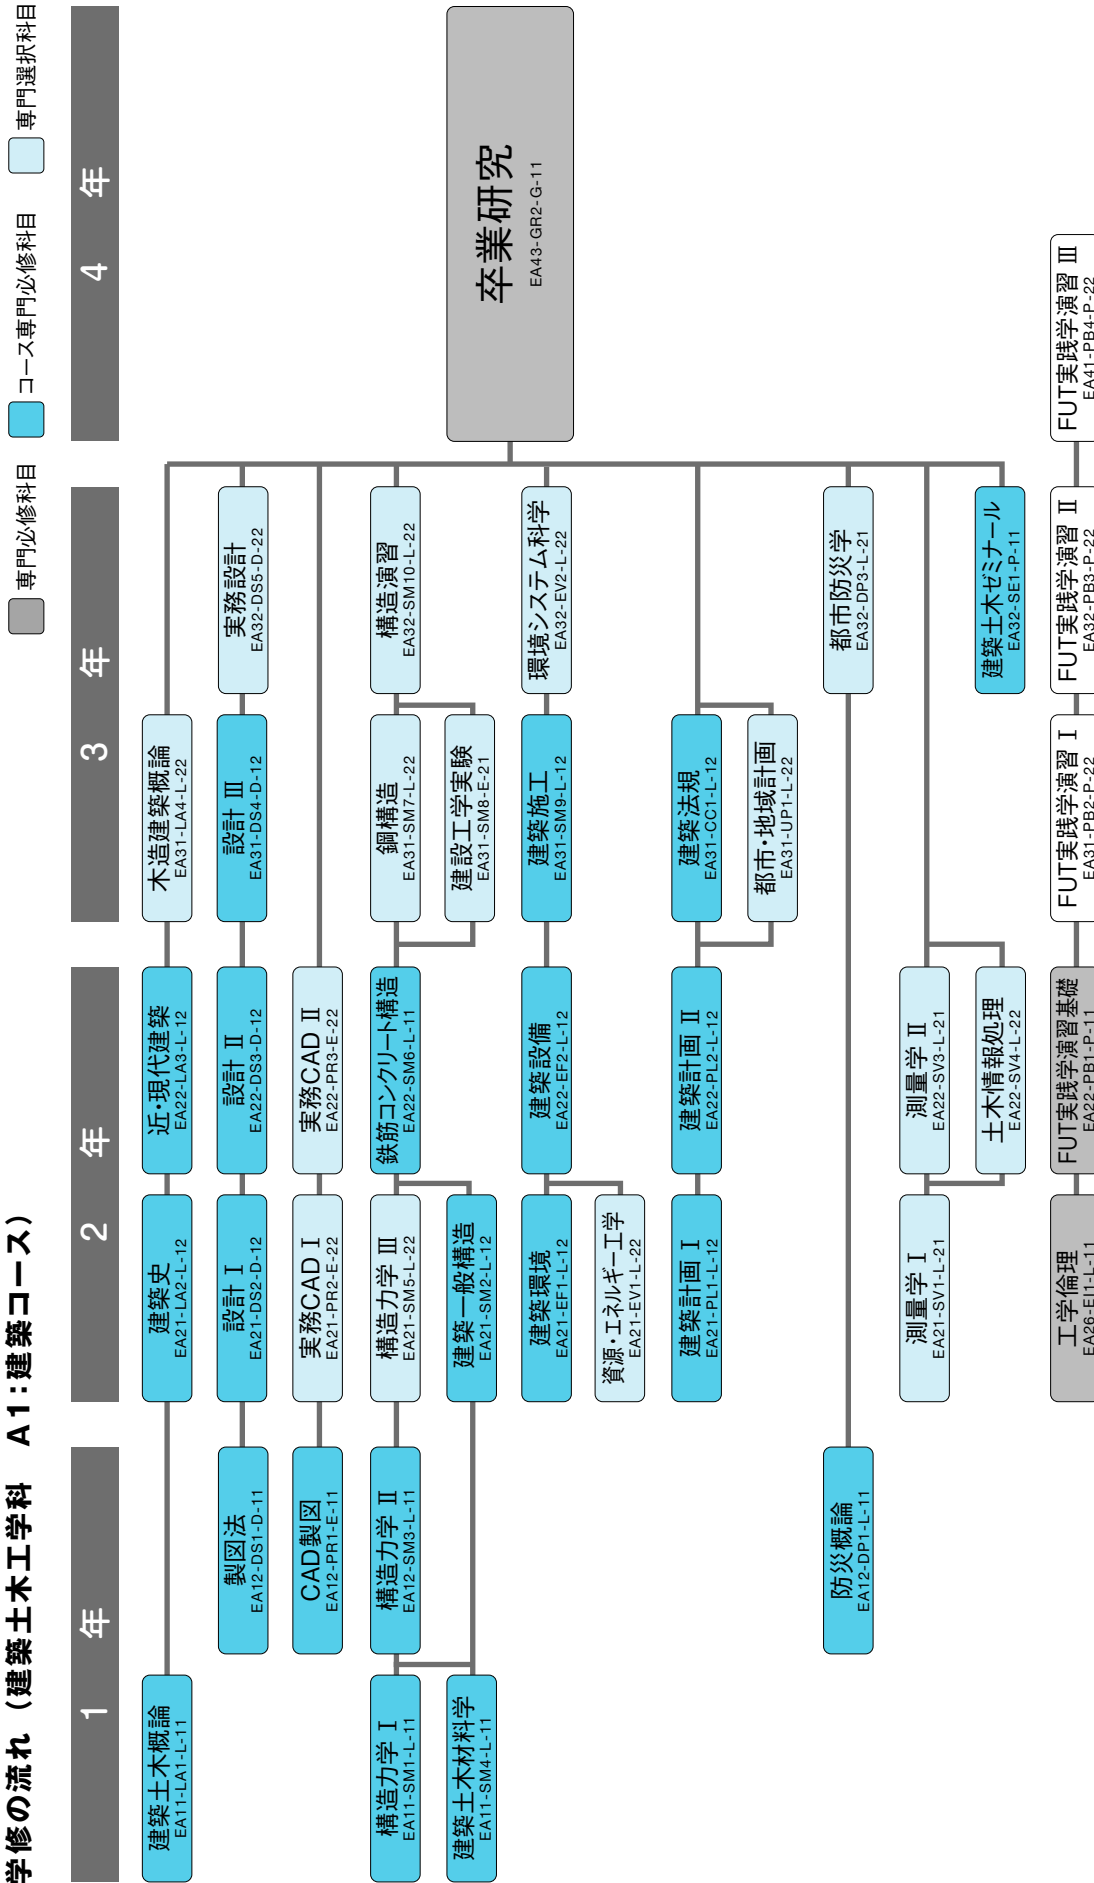 学修の流れ（建築土木工学科　A1：建築コース）
専門必修科目
コース専門必修科目
専門選択科目
1 年
2 年
3 年
4 年
建築土木概論
EA11-LA1-L-11
建築史
EA21-LA2-L-12
近・現代建築
EA22-LA3-L-12
木造建築概論
EA31-LA4-L-22
製図法
EA12-DS1-D-11
設計 Ⅰ
EA21-DS2-D-12
設計 Ⅱ
EA22-DS3-D-12
設計 Ⅲ
EA31-DS4-D-12
実務設計
EA32-DS5-D-22
CAD製図
EA12-PR1-E-11
実務CAD Ⅰ
EA21-PR2-E-22
実務CAD Ⅱ
EA22-PR3-E-22
構造力学 Ⅰ
EA11-SM1-L-11
構造力学 Ⅱ
EA12-SM3-L-11
構造力学 Ⅲ
EA21-SM5-L-22
鉄筋コンクリート構造
EA22-SM6-L-11
鋼構造
EA31-SM7-L-22
構造演習
EA32-SM10-L-22
建築土木材料学
EA11-SM4-L-11
建築一般構造
EA21-SM2-L-12
建設工学実験
EA31-SM8-E-21
建築環境
EA21-EF1-L-12
建築設備
EA22-EF2-L-12
建築施工
EA31-SM9-L-12
環境システム科学
EA32-EV2-L-22
資源・エネルギー工学
EA21-EV1-L-22
建築計画 Ⅰ
EA21-PL1-L-12
建築計画 Ⅱ
EA22-PL2-L-12
建築法規
EA31-CC1-L-12
都市・地域計画
EA31-UP1-L-22
防災概論
EA12-DP1-L-11
都市防災学
EA32-DP3-L-21
測量学 Ⅰ
EA21-SV1-L-21
測量学 Ⅱ
EA22-SV3-L-21
土木情報処理
EA22-SV4-L-22
建築土木ゼミナール
EA32-SE1-P-11
卒業研究
EA43-GR2-G-11
工学倫理
EA26-EI1-L-11
FUT実践学演習基礎
EA22-PB1-P-11
FUT実践学演習 Ⅰ
EA31-PB2-P-22
FUT実践学演習 Ⅱ
EA32-PB3-P-22
FUT実践学演習 Ⅲ
EA41-PB4-P-22